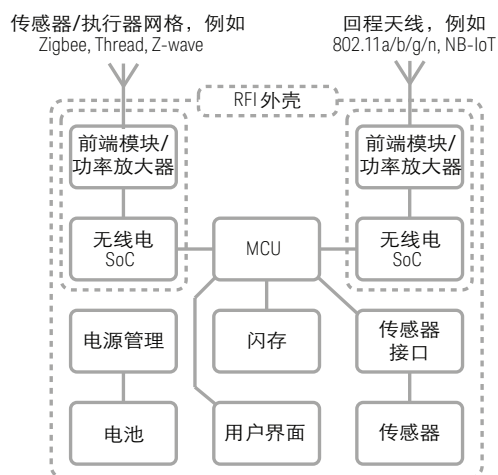 传感器/执行器网格，例如
Zigbee, Thread, Z-wave
回程天线，例如
802.11a/b/g/n, NB-IoT
RFI 外壳
前端模块/
功率放大器
前端模块/
功率放大器
无线电
SoC
MCU
无线电
SoC
电源管理
闪存
传感器
接口
电池
用户界面
传感器